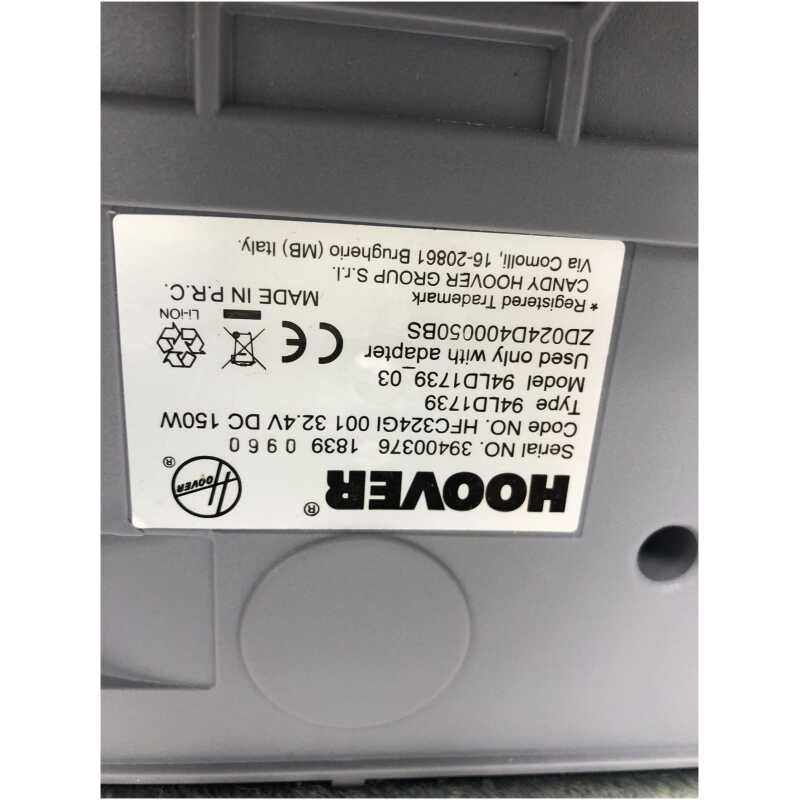 HOOVER®
HOOVER ®
Serial NO. 39400376 1839 0960
Code NO. HFC324GI 001 32.4V DC 150W
Type 94LD1739
Model 94LD1739_03
Used only with adapter
ZD024D400050BS
Li-ION
* Registered Trademark
MADE IN P.R.C.
CANDY HOOVER GROUP S.r.l.
Via Comolli, 16-20861 Brugherio (MB) Italy.